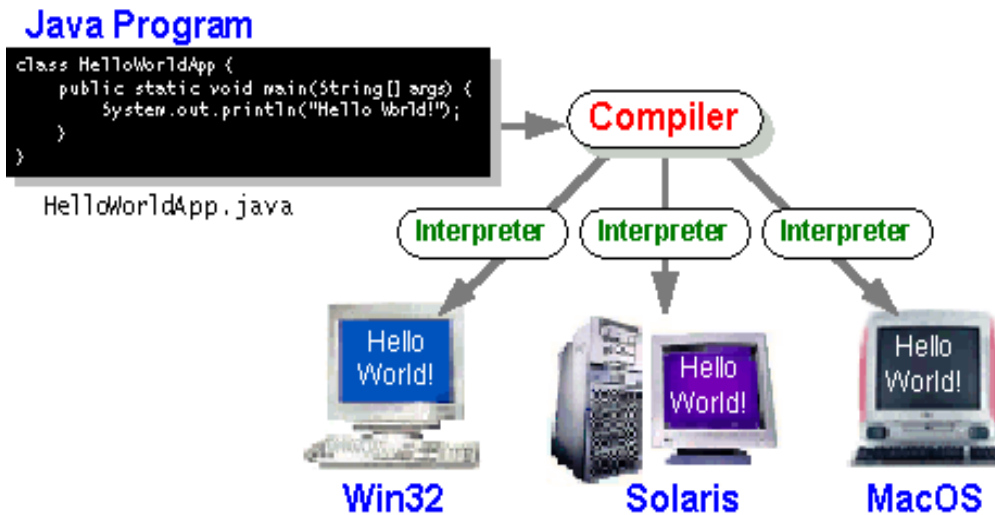 Java Program
class HelloWorldApp {
public static void main(String[] args) {
System.out.println("Hello World!");
}
}
HelloWorldApp.java
Compiler
Interpreter
Interpreter
Interpreter
Hello
World!
Hello
World!
Hello
World!
Win32
Solaris
MacOS